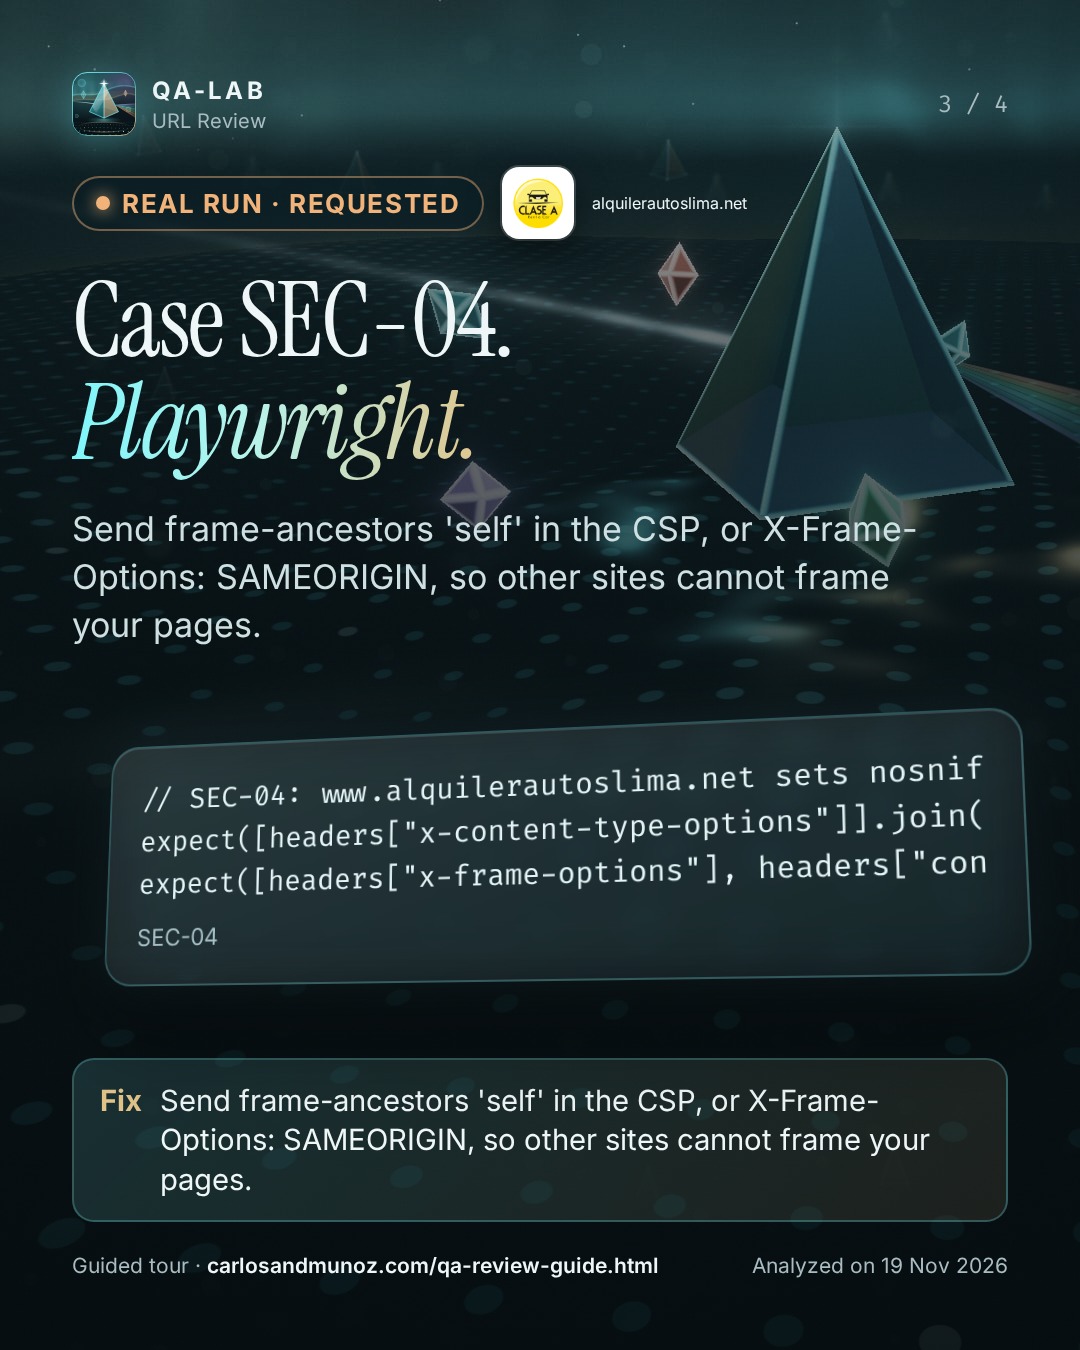 QA-LAB
URL Review
3 / 4
REAL RUN · REQUESTED
CLASE A
alquilerautoslima.net
Case SEC-04.
Playwright.
Send frame-ancestors 'self' in the CSP, or X-Frame-
Options: SAMEORIGIN, so other sites cannot frame
your pages.
// SEC-04: www.alquilerautoslima.net sets nosnif
expect([headers["x-content-type-options"]].join(
expect([headers["x-frame-options"], headers["con
SEC-04
Fix Send frame-ancestors 'self' in the CSP, or X-Frame-
Options: SAMEORIGIN, so other sites cannot frame your
pages.
Guided tour · carlosandmunoz.com/qa-review-guide.html
Analyzed on 19 Nov 2026